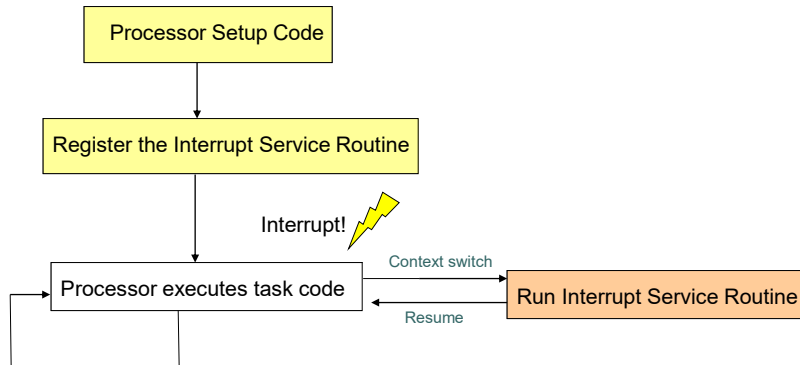 Processor Setup Code
Register the Interrupt Service Routine
Interrupt!
Context switch
Processor executes task code
Run Interrupt Service Routine
Resume